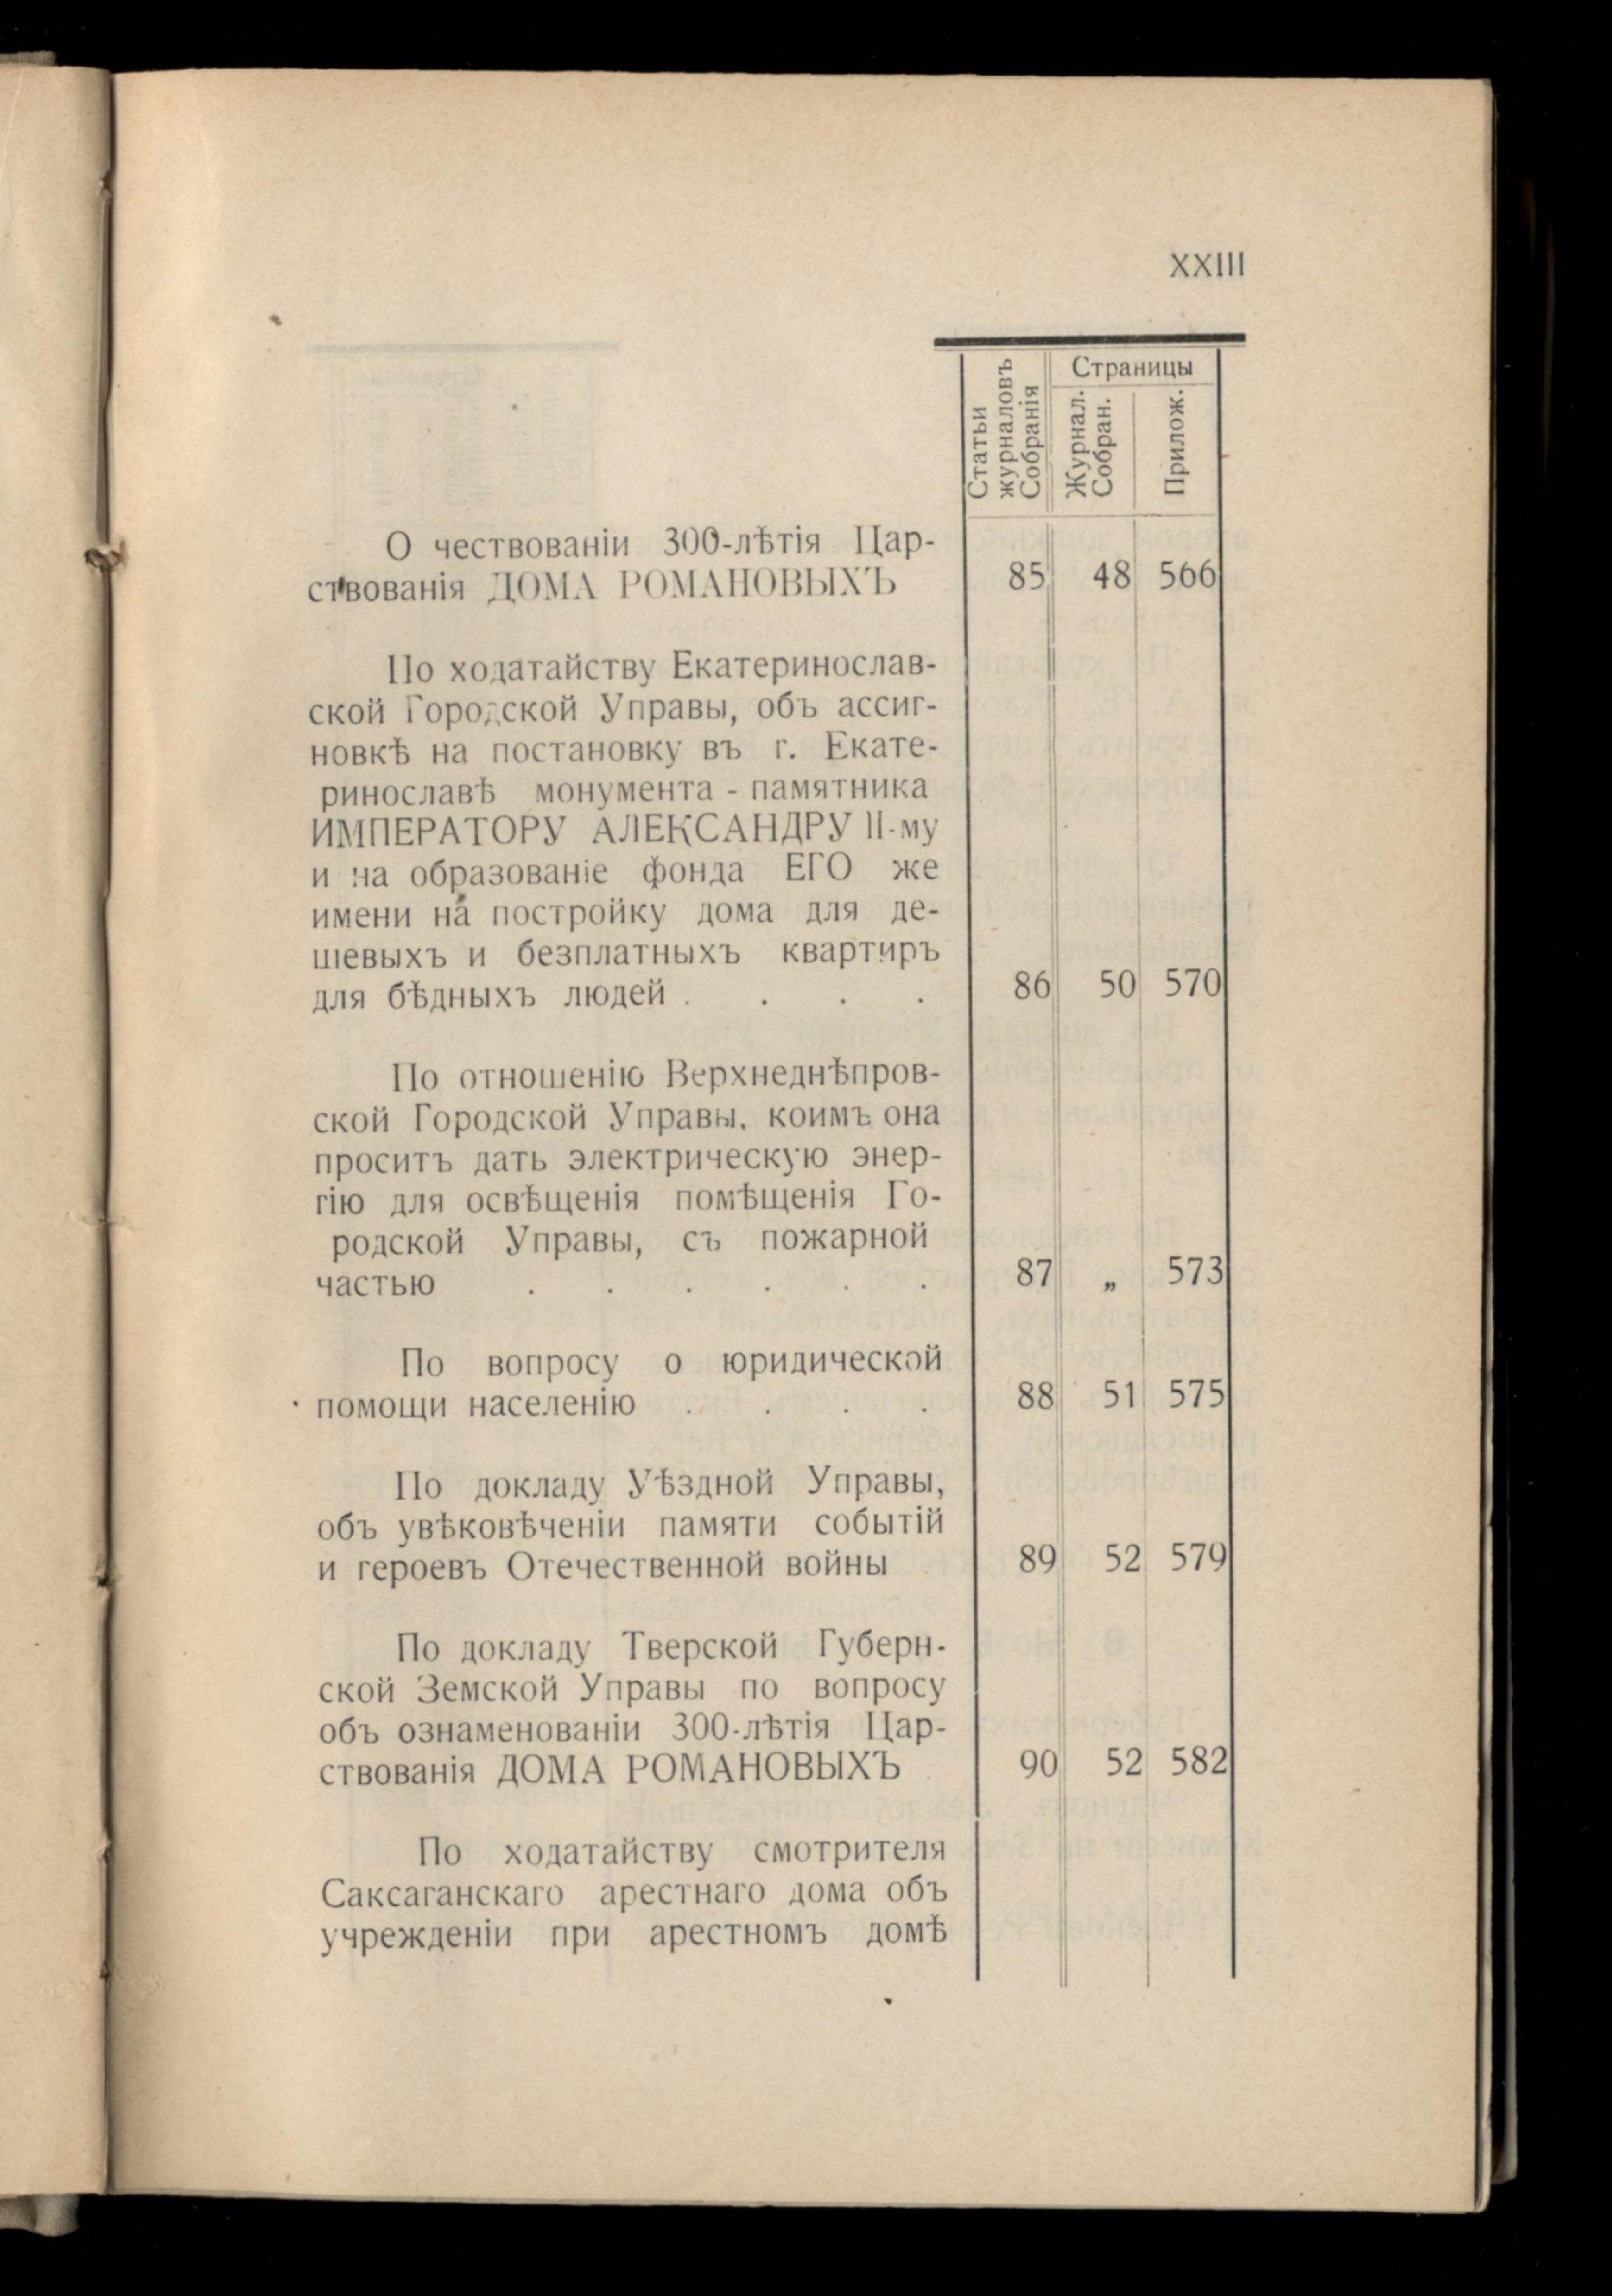 XXIII
Статьи журналовъ Собранія
Страницы
Журнал. Собран.
Прилож.
О чествованіи 300-лѣтія Цар-
ствованія ДОМА РОМАНОВЫХЪ 85 48 566
По ходатайству Екатеринослав-
ской Городской Управы, объ ассиг-
новкѣ на постановку въ г. Екате-
ринославѣ монумента - памятника
ИМПЕРАТОРУ АЛЕКСАНДРУ II-му
и на образованіе фонда ЕГО же
имени на постройку дома для де-
шевыхъ и безплатныхъ квартиръ
для бѣдныхъ людей . . . . 86 50 570
По отношенію Верхнеднѣпров-
ской Городской Управы, коимъ она
проситъ дать электрическую энер-
гію для освѣщенія помѣщенія Го-
родской Управы, съ пожарной
частью . . . . . . 87 „ 573
По вопросу о юридической
помощи населенію . . . . 88 51 575
По докладу Уѣздной Управы,
объ увѣковѣченіи памяти событій
и героевъ Отечественной войны 89 52 579
По докладу Тверской Губерн-
ской Земской Управы по вопросу
объ ознаменованіи 300-лѣтія Цар-
ствованія ДОМА РОМАНОВЫХЪ 90 52 582
По ходатайству смотрителя
Саксаганскаго арестнаго дома объ
учрежденіи при арестномъ домѣ